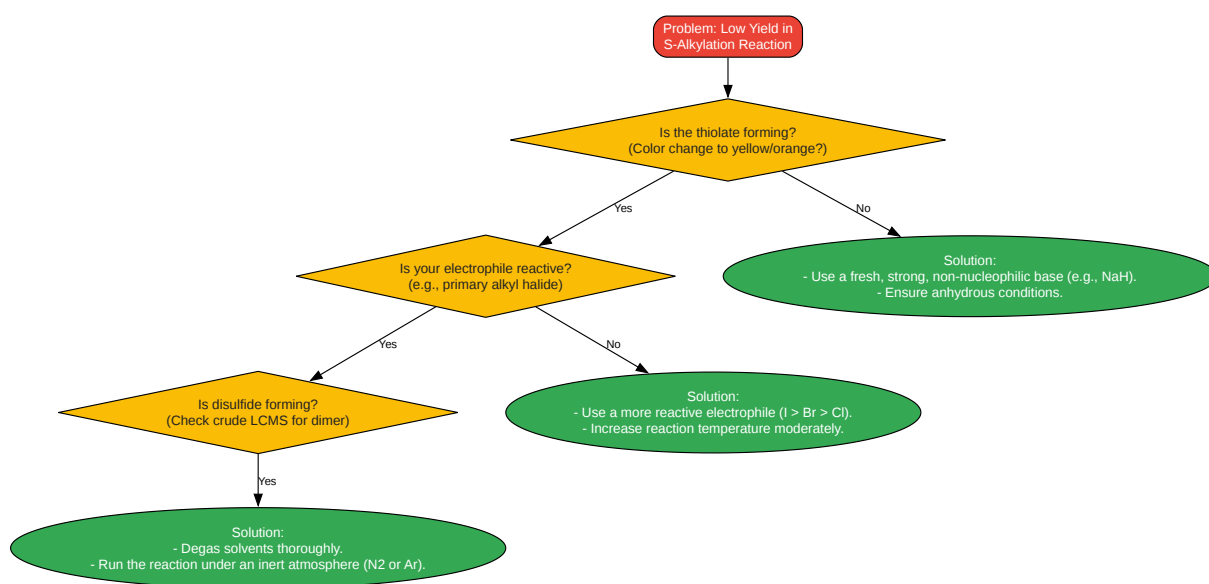 Problem: Low Yield in
S-Alkylation Reaction
Is the thiolate forming?
(Color change to yellow/orange?)
Yes
No
Is your electrophile reactive?
(e.g., primary alkyl halide)
Solution:
- Use a fresh, strong, non-nucleophilic base (e.g., NaH).
- Ensure anhydrous conditions.
Yes
No
Is disulfide forming?
(Check crude LCMS for dimer)
Solution:
- Use a more reactive electrophile (I > Br > Cl).
- Increase reaction temperature moderately.
Yes
Solution:
- Degas solvents thoroughly.
- Run the reaction under an inert atmosphere (N2 or Ar).